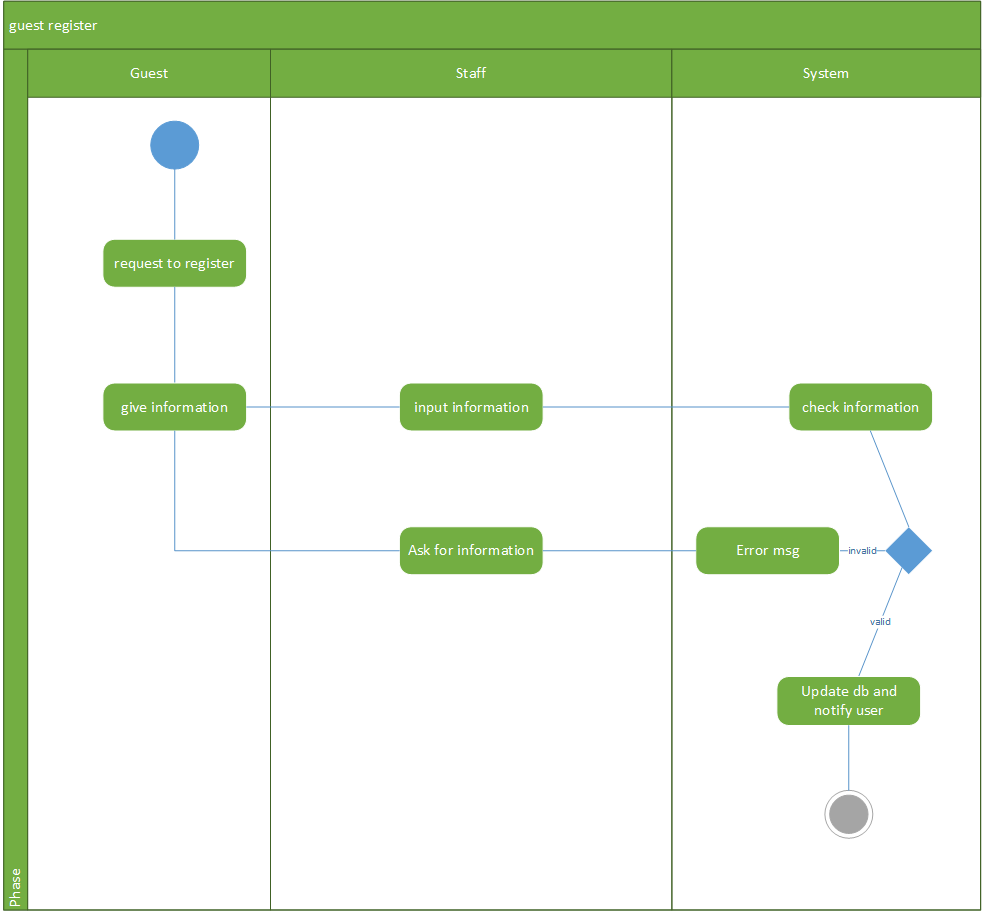 guest register
Guest
Staff
System
request to register
give information
input information
check information
Ask for information
Error msg
invalid
valid
Update db and
notify user
Phase